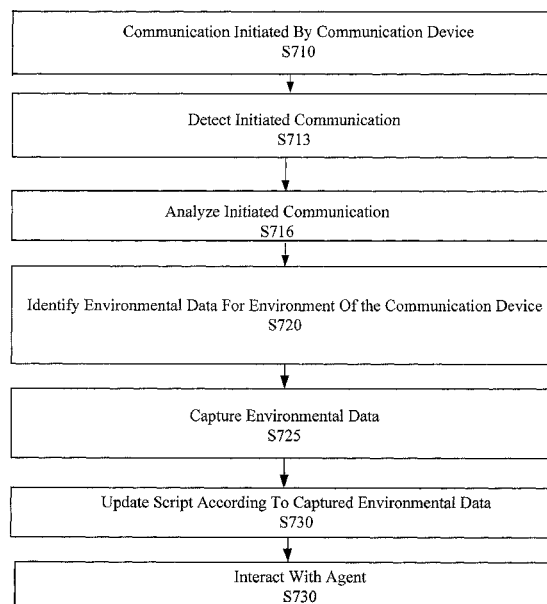 Communication Initiated By Communication Device
S710
Detect Initiated Communication
S713
Analyze Initiated Communication
S716
Identify Environmental Data For Environment Of the Communication Device
S720
Capture Environmental Data
S725
Update Script According To Captured Environmental Data
S730
Interact With Agent
S730